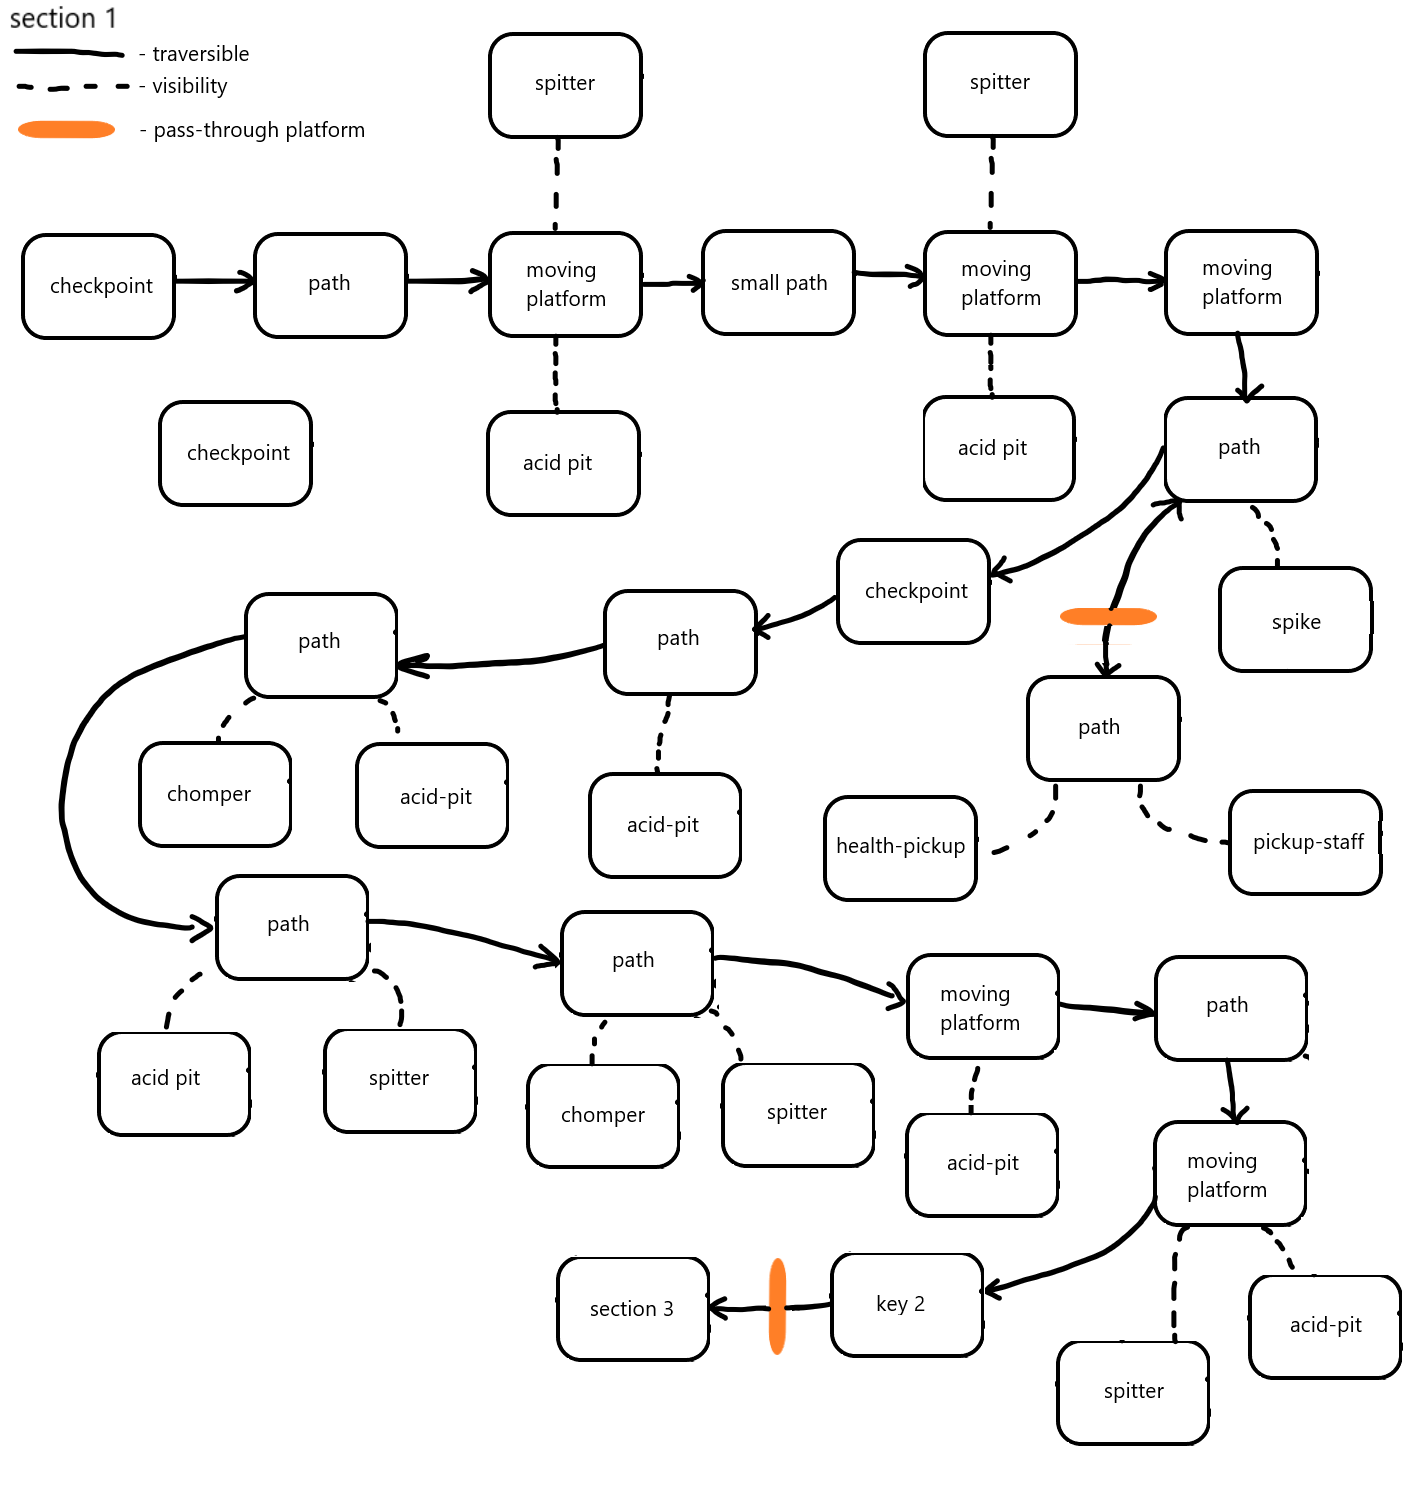 section 1
- traversible
- visibility
- pass-through platform
spitter
spitter
checkpoint
path
moving
platform
small path
moving
platform
moving
platform
checkpoint
acid pit
acid pit
path
checkpoint
spike
path
path
path
chomper
acid-pit
acid-pit
health-pickup
pickup-staff
path
path
moving
platform
path
acid pit
spitter
chomper
spitter
acid-pit
moving
platform
section 3
key 2
acid-pit
spitter